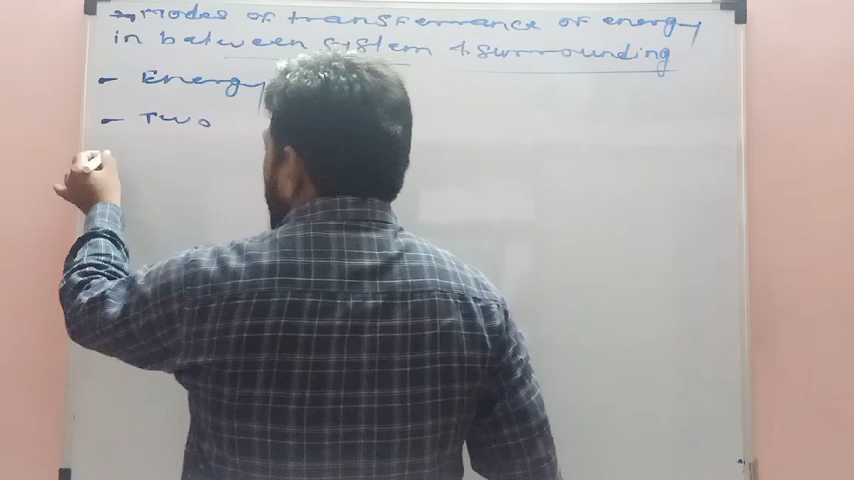 → Modes of transferrance of energy
in between system & surrounding
- Energy
- Two